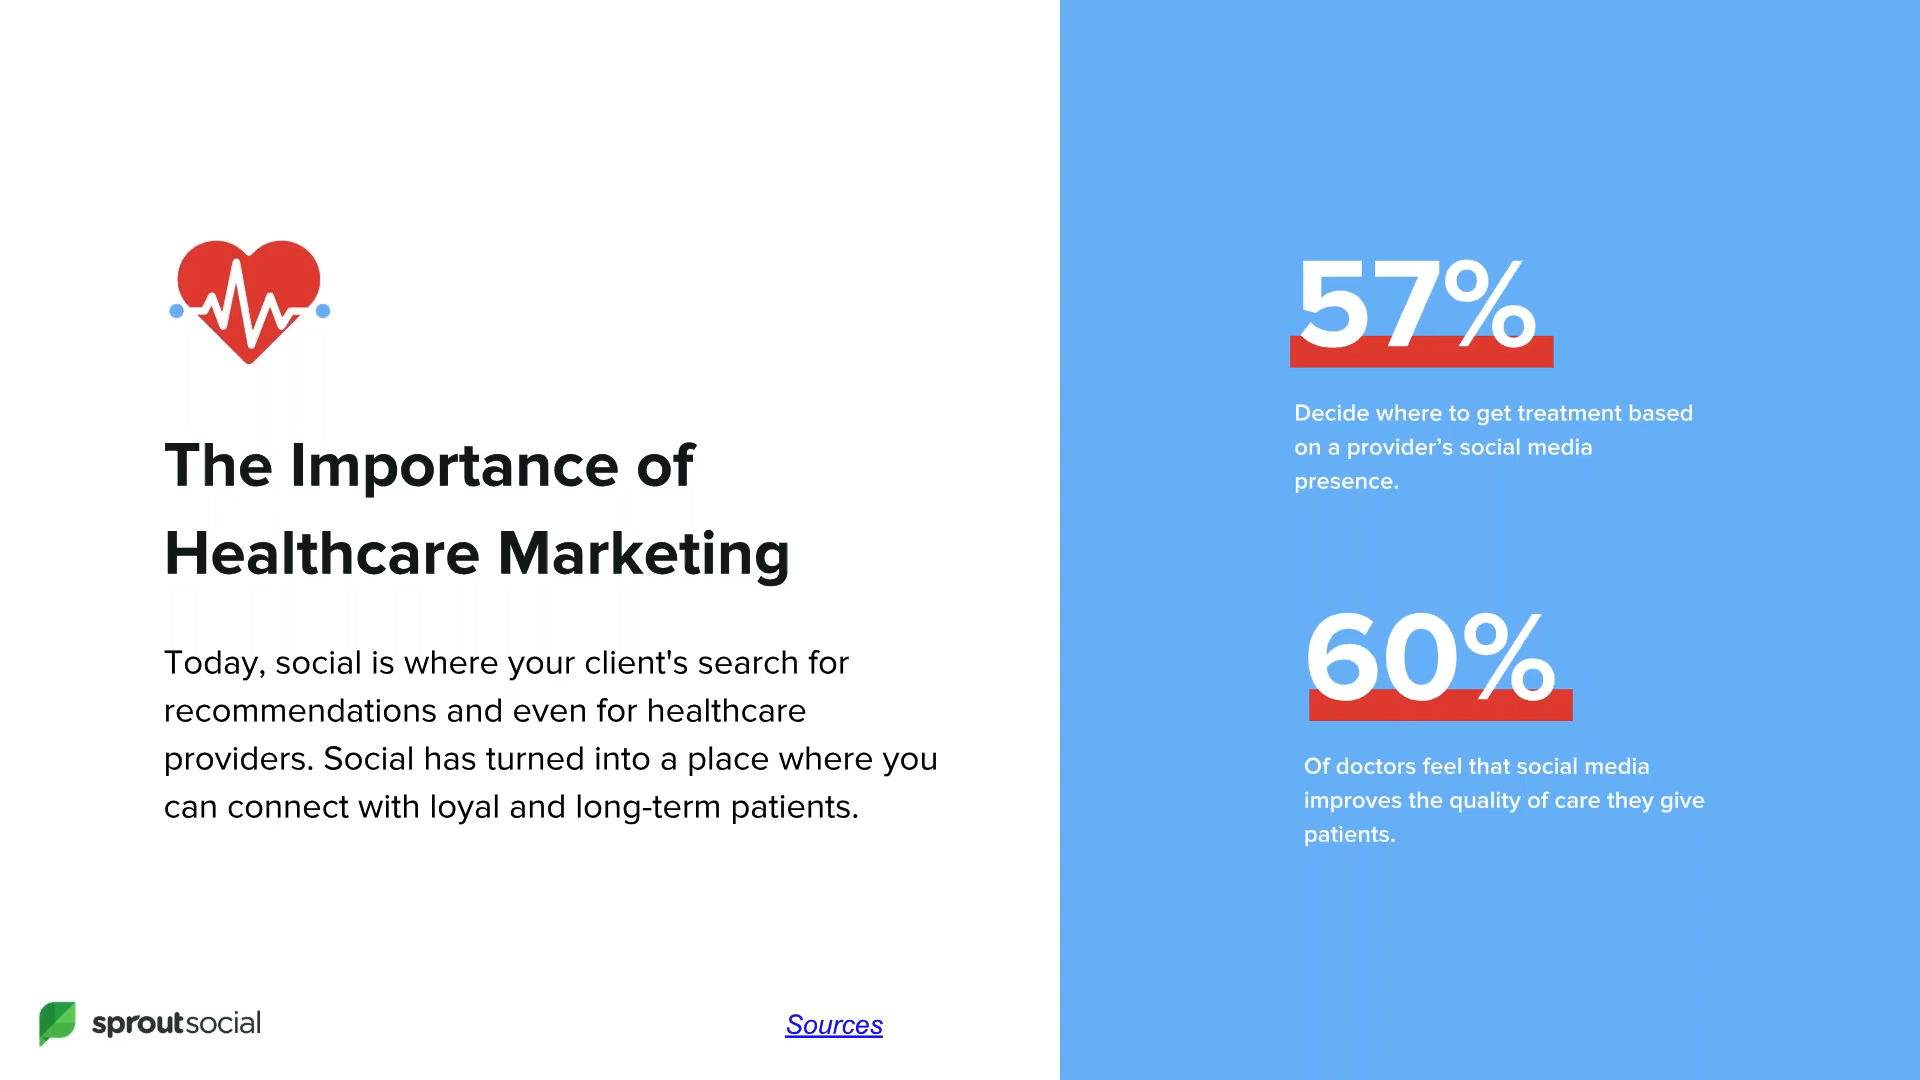 The Importance of
Healthcare Marketing
Today, social is where your client's search for
recommendations and even for healthcare
providers. Social has turned into a place where you
can connect with loyal and long-term patients.
sproutsocial
Sources
57%
Decide where to get treatment based
on a provider’s social media
presence.
60%
Of doctors feel that social media
improves the quality of care they give
patients.